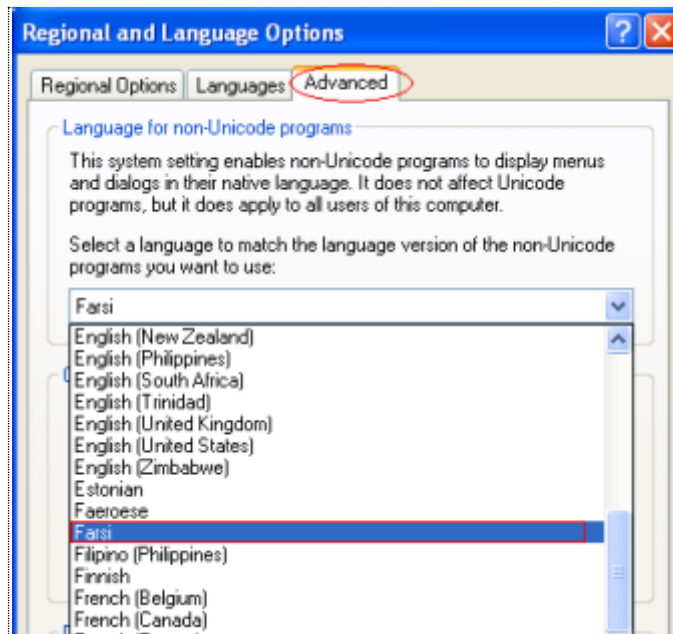 Regional and Language Options
Regional Options
Languages
Advanced
Language for non-Unicode programs
This system setting enables non-Unicode programs to display menus
and dialogs in their native language. It does not affect Unicode
programs, but it does apply to all users of this computer.
Select a language to match the language version of the non-Unicode
programs you want to use:
Farsi
English (New Zealand)
English (Philippines)
English (South Africa)
English (Trinidad)
English (United Kingdom)
English (United States)
English (Zimbabwe)
Estonian
Faeroese
Farsi
Filipino (Philippines)
Finnish
French (Belgium)
French (Canada)